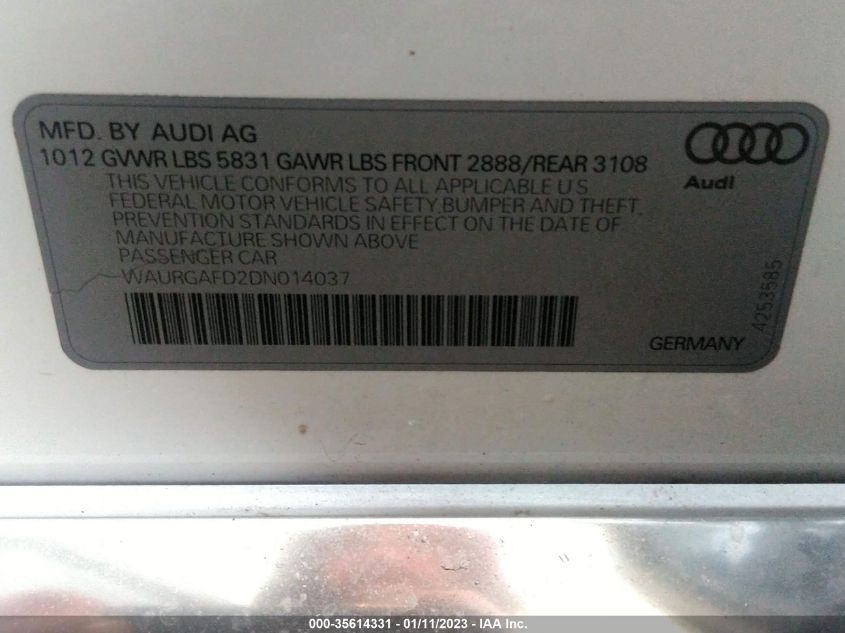 MFD. BY AUDI AG
1012 GVWR LBS 5831 GAWR LBS FRONT 2888/REAR 3108
THIS VEHICLE CONFORMS TO ALL APPLICABLE U S
FEDERAL MOTOR VEHICLE SAFETY,BUMPER AND THEFT
PREVENTION STANDARDS IN EFFECT ON THE DATE OF
MANUFACTURE SHOWN ABOVE
PASSENGER CAR
WAURGAFD2DN014037
Audi
4253585
GERMANY
000-35614331 - 01/11/2023 - IAA Inc.